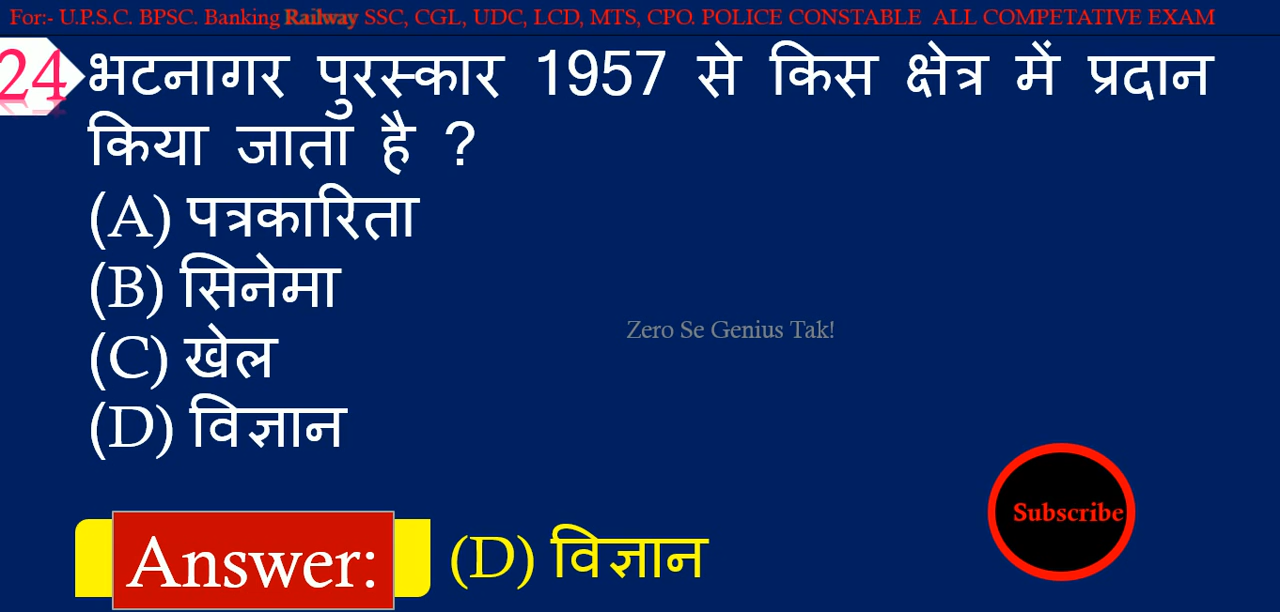 For:- U.P.S.C. BPSC. Banking Railway SSC, CGL, UDC, LCD, MTS, CPO. POLICE CONSTABLE ALL COMPETATIVE EXAM
24 भटनागर पुरस्कार 1957 से किस क्षेत्र में प्रदान
किया जाता है ?
(A) पत्रकारिता
(B) सिनेमा
(C) खेल
(D) विज्ञान
Zero Se Genius Tak!
Subscribe
Answer: (D) विज्ञान